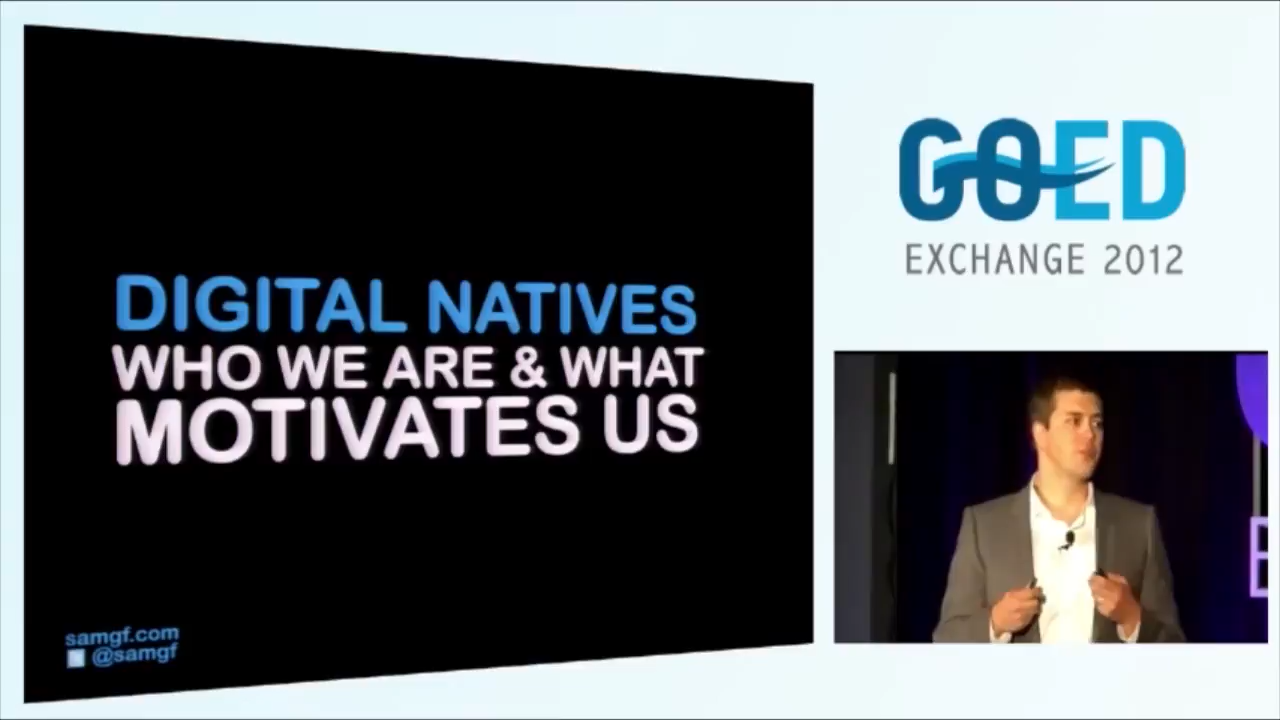 DIGITAL NATIVES
WHO WE ARE & WHAT
MOTIVATES US
samgf.com
@samgf
GOED
EXCHANGE 2012
E